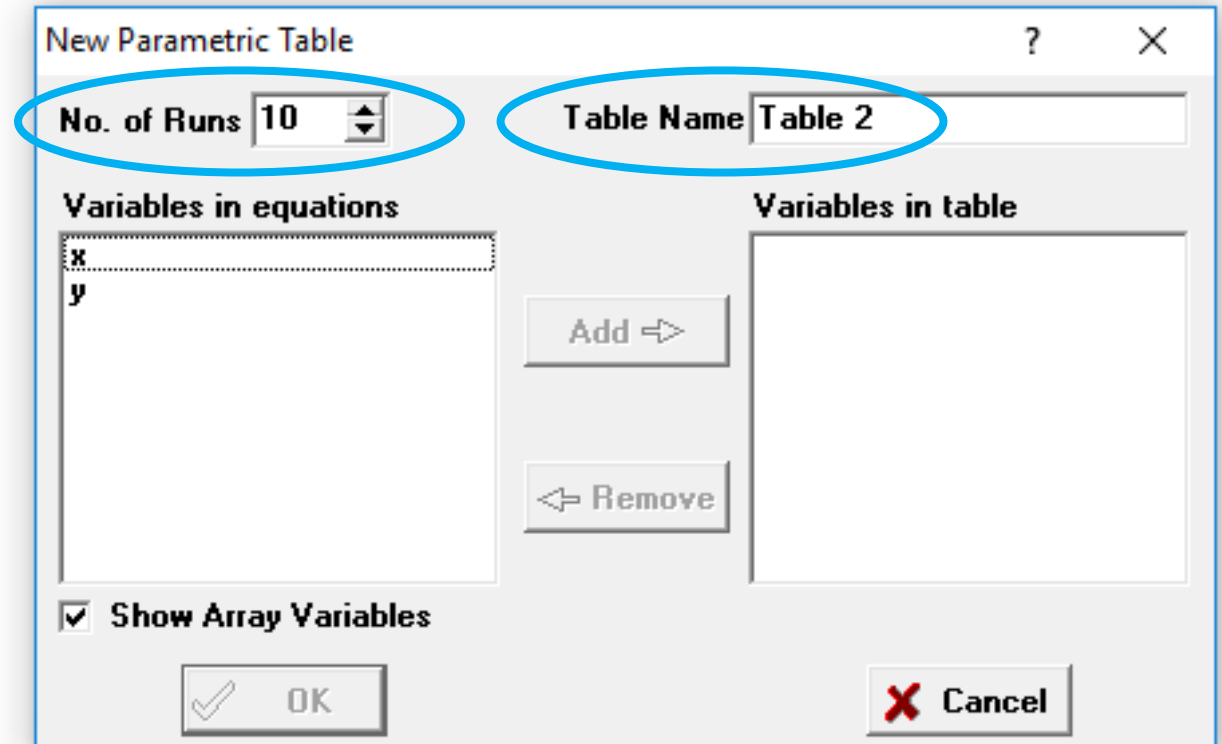 New Parametric Table ?
No. of Runs 10 Table Name Table 2
Variables in equations Variables in table
x
y
Add
Remove
Show Array Variables
OK Cancel